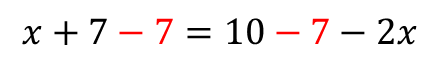 x + 7 − 7 = 10 − 7 − 2x